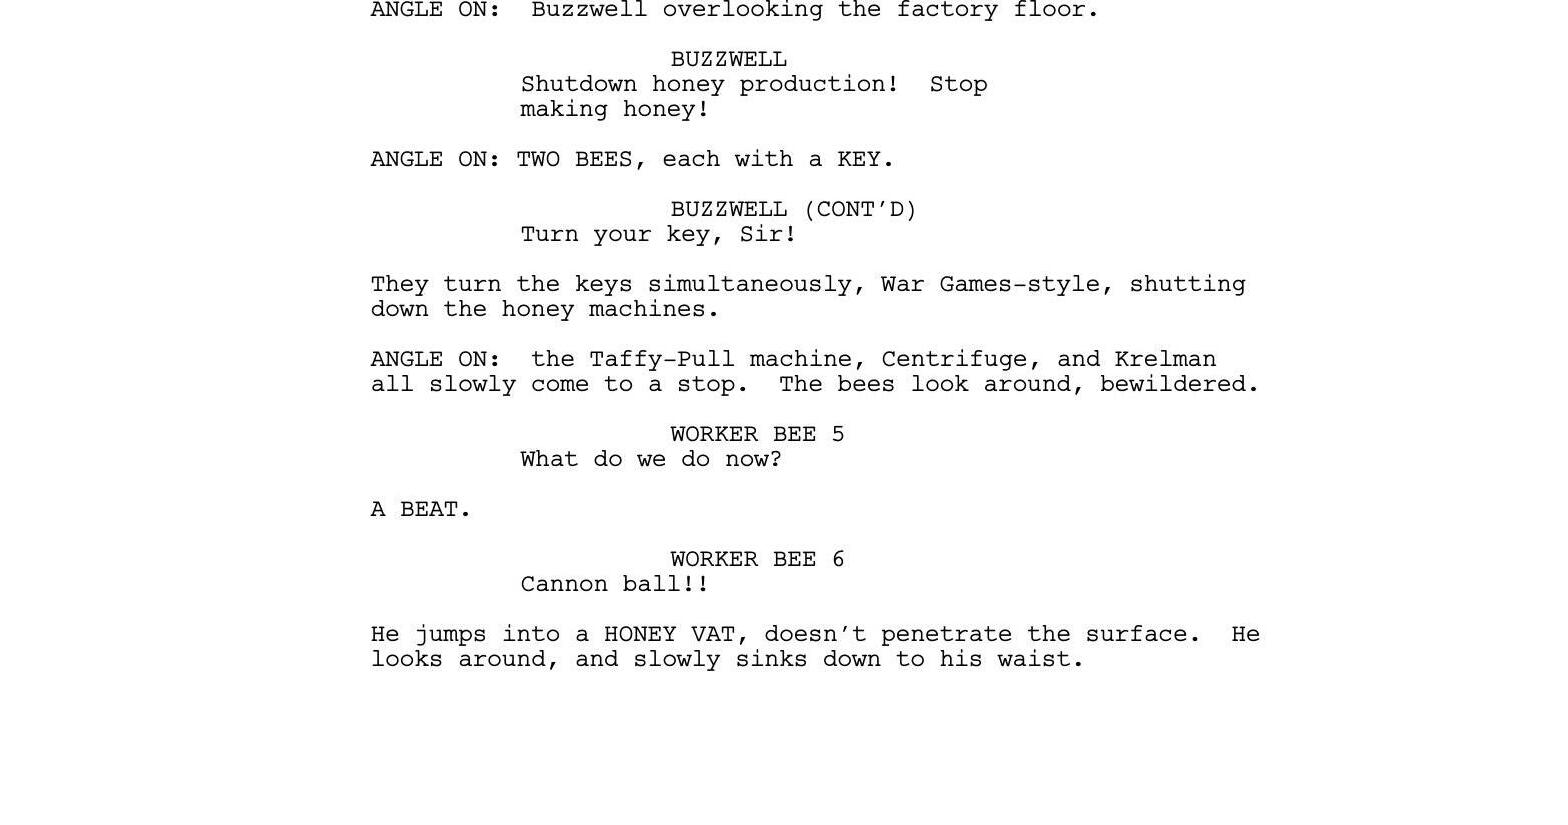 ANGLE ON:  Buzzwell overlooking the factory floor.
BUZZWELL
Shutdown honey production!  Stop
making honey!
ANGLE ON: TWO BEES, each with a KEY.
BUZZWELL (CONT'D)
Turn your key, Sir!
They turn the keys simultaneously, War Games-style, shutting
down the honey machines.
ANGLE ON:  the Taffy-Pull machine, Centrifuge, and Krelman
all slowly come to a stop.  The bees look around, bewildered.
WORKER BEE 5
What do we do now?
A BEAT.
WORKER BEE 6
Cannon ball!!
He jumps into a HONEY VAT, doesn't penetrate the surface.  He
looks around, and slowly sinks down to his waist.